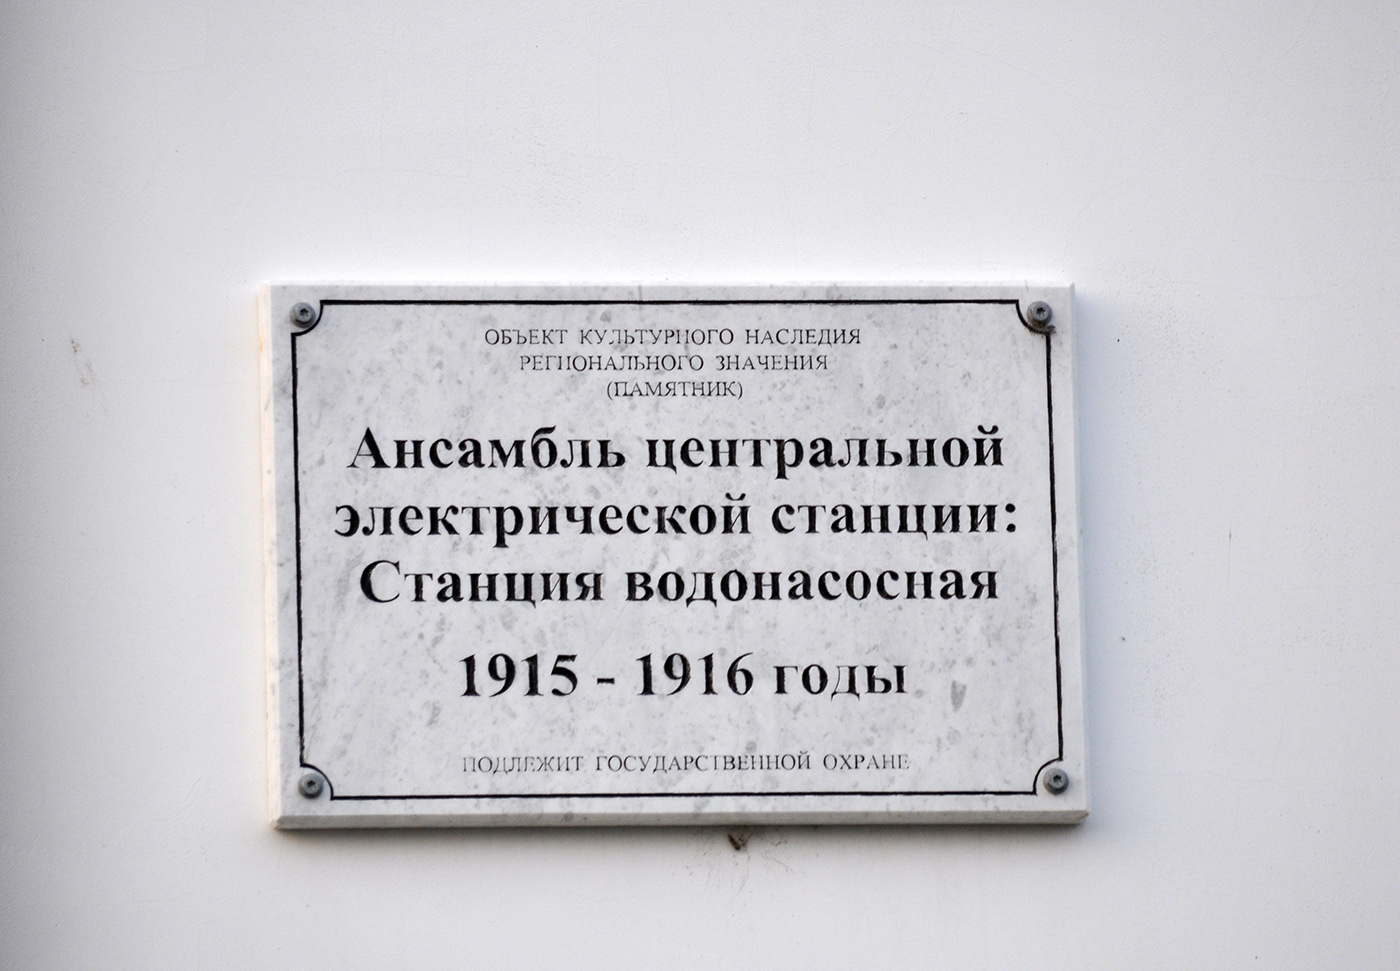 ОБЪЕКТ КУЛЬТУРНОГО НАСЛЕДИЯ
РЕГИОНАЛЬНОГО ЗНАЧЕНИЯ
(ПАМЯТНИК)
Ансамбль центральной
электрической станции:
Станция водонасосная
1915 - 1916 годы
ПОДЛЕЖИТ ГОСУДАРСТВЕННОЙ ОХРАНЕ